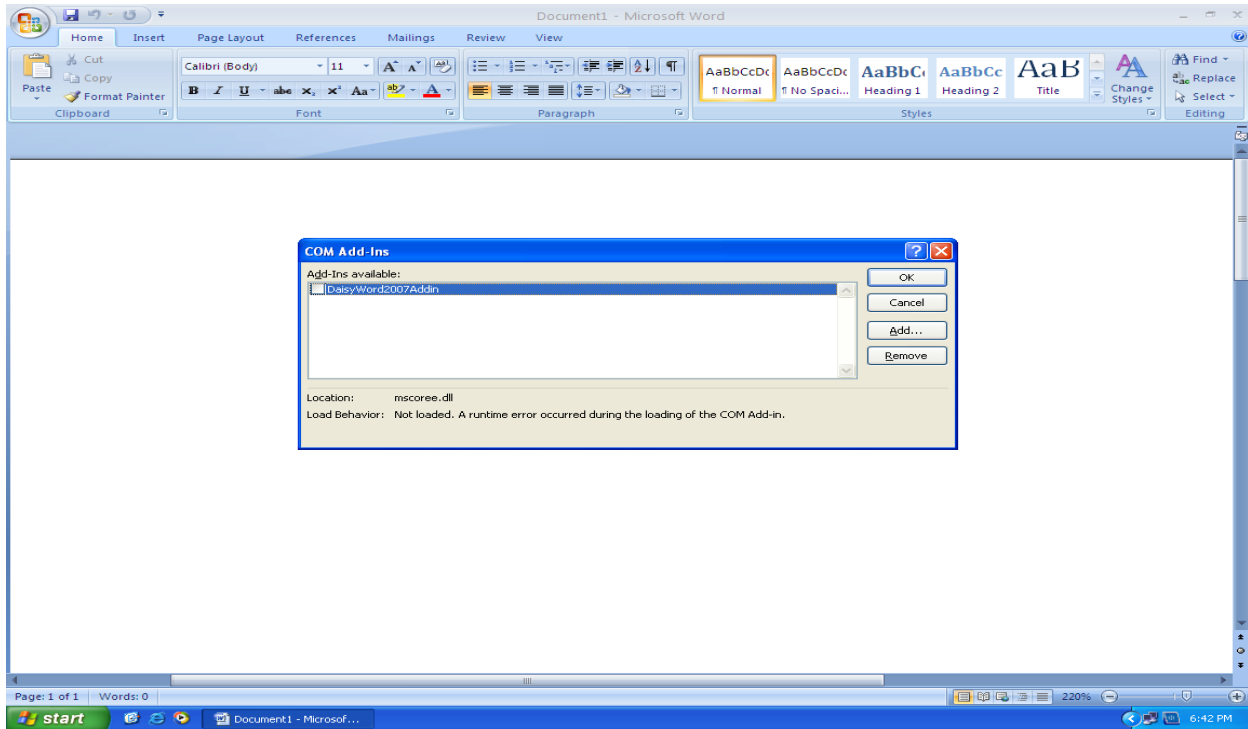 Document1 - Microsoft Word
Home Insert Page Layout References Mailings Review View
Paste
Cut
Copy
Format Painter
Clipboard
Calibri (Body) 11
B I U abc x₂ x² Aa ab A
Font
Paragraph
AaBbCcDc AaBbCcDc AaBbC AaBbCc AaB
¶ Normal ¶ No Spaci... Heading 1 Heading 2 Title
Change
Styles
Styles
Find
Replace
Select
Editing
COM Add-Ins
Add-Ins available:
DaisyWord2007Addin
OK
Cancel
Add...
Remove
Location: mscoree.dll
Load Behavior: Not loaded. A runtime error occurred during the loading of the COM Add-in.
Page: 1 of 1 Words: 0 220%
start Document1 - Microsof... 6:42 PM